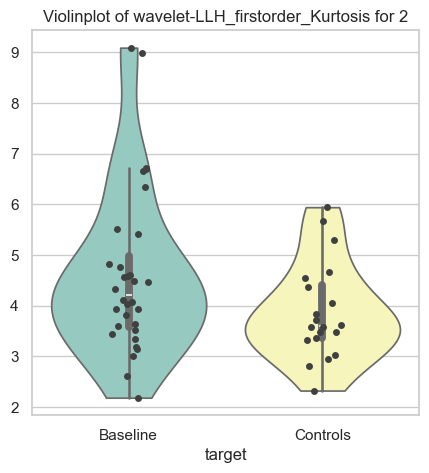 Violinplot of wavelet-LLH_firstorder_Kurtosis for 2
9
8
7
6
5
4
3
2
Baseline Controls
target